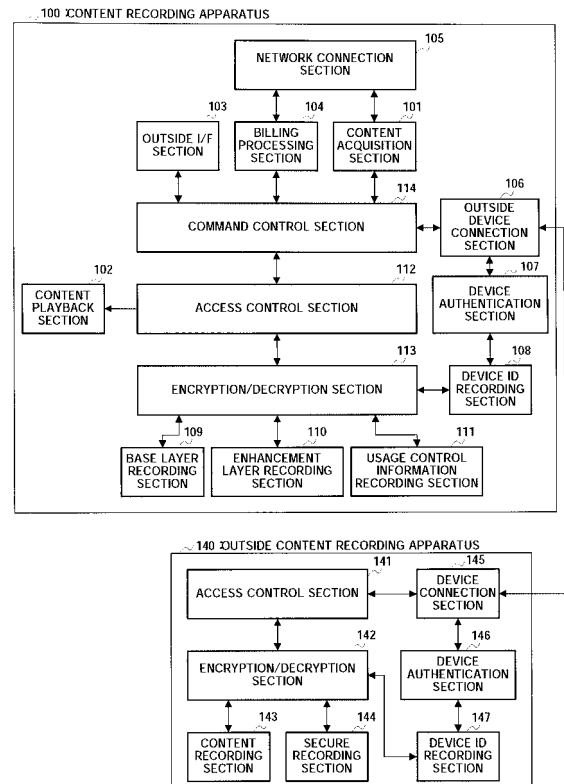 100 :CONTENT RECORDING APPARATUS
105
NETWORK CONNECTION
SECTION
103
OUTSIDE I/F
SECTION
104
BILLING
PROCESSING
SECTION
101
CONTENT
ACQUISITION
SECTION
114
COMMAND CONTROL SECTION
106
OUTSIDE
DEVICE
CONNECTION
SECTION
102
CONTENT
PLAYBACK
SECTION
112
ACCESS CONTROL SECTION
107
DEVICE
AUTHENTICATION
SECTION
113
ENCRYPTION/DECRYPTION SECTION
108
DEVICE ID
RECORDING
SECTION
109
BASE LAYER
RECORDING
SECTION
110
ENHANCEMENT
LAYER RECORDING
SECTION
111
USAGE CONTROL
INFORMATION
RECORDING SECTION
140 :OUTSIDE CONTENT RECORDING APPARATUS
141
ACCESS CONTROL SECTION
145
DEVICE
CONNECTION
SECTION
142
ENCRYPTION/DECRYPTION
SECTION
146
DEVICE
AUTHENTICATION
SECTION
143
CONTENT
RECORDING
SECTION
144
SECURE
RECORDING
SECTION
147
DEVICE ID
RECORDING
SECTION